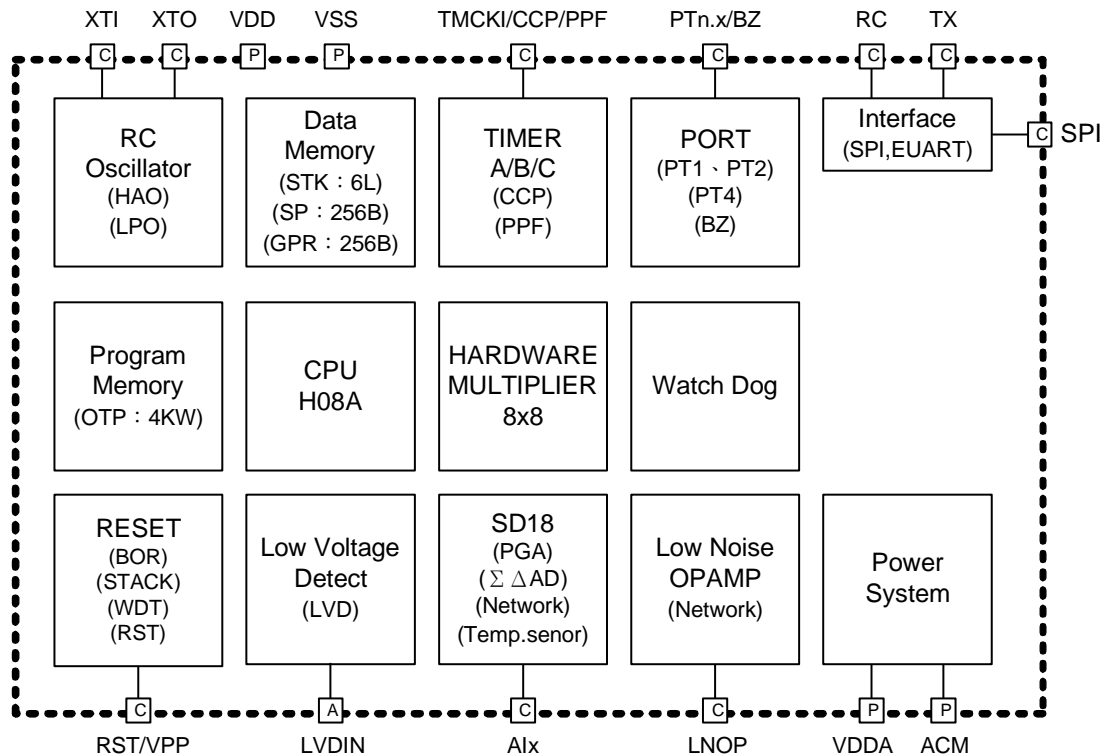 XTI XTO VDD VSS TMCKI/CCP/PPF PTn.x/BZ RC TX
C C P P C C C C
RC
Oscillator
(HAO)
(LPO)
Data
Memory
(STK：6L)
(SP：256B)
(GPR：256B)
TIMER
A/B/C
(CCP)
(PPF)
PORT
(PT1、PT2)
(PT4)
(BZ)
Interface
(SPI,EUART)
C SPI
Program
Memory
(OTP：4KW)
CPU
H08A
HARDWARE
MULTIPLIER
8x8
Watch Dog
RESET
(BOR)
(STACK)
(WDT)
(RST)
Low Voltage
Detect
(LVD)
SD18
(PGA)
(ΣΔAD)
(Network)
(Temp.senor)
Low Noise
OPAMP
(Network)
Power
System
C A C C P P
RST/VPP LVDIN AIx LNOP VDDA ACM